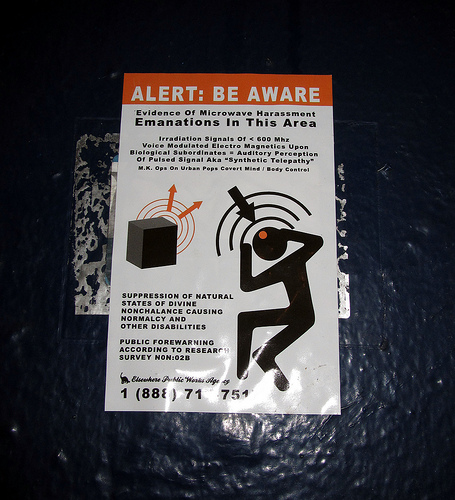 ALERT: BE AWARE
Evidence Of Microwave Harassment
Emanations In This Area
Irradiation Signals Of < 600 Mhz
Voice Modulated Electro Magnetics Upon
Biological Subordinates = Auditory Perception
Of Pulsed Signal Aka "Synthetic Telepathy"
M.K. Ops On Urban Pops Covert Mind / Body Control
SUPPRESSION OF NATURAL
STATES OF DIVINE
NONCHALANCE CAUSING
NORMALCY AND
OTHER DISABILITIES
PUBLIC FOREWARNING
ACCORDING TO RESEARCH
SURVEY N0N:02B
Elsewhere Public Works Agency
1 (888) 71 751